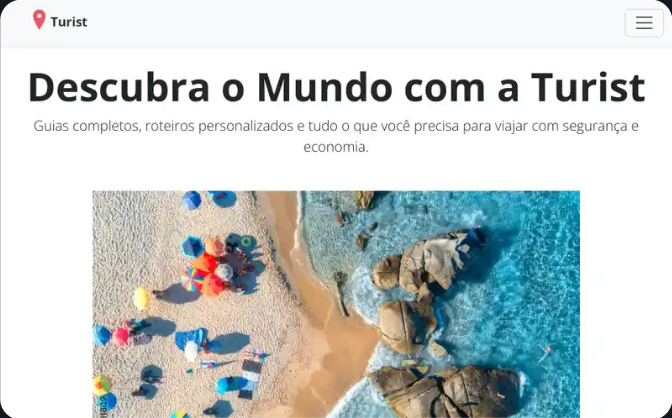 Turist
Descubra o Mundo com a Turist
Guias completos, roteiros personalizados e tudo o que você precisa para viajar com segurança e
economia.